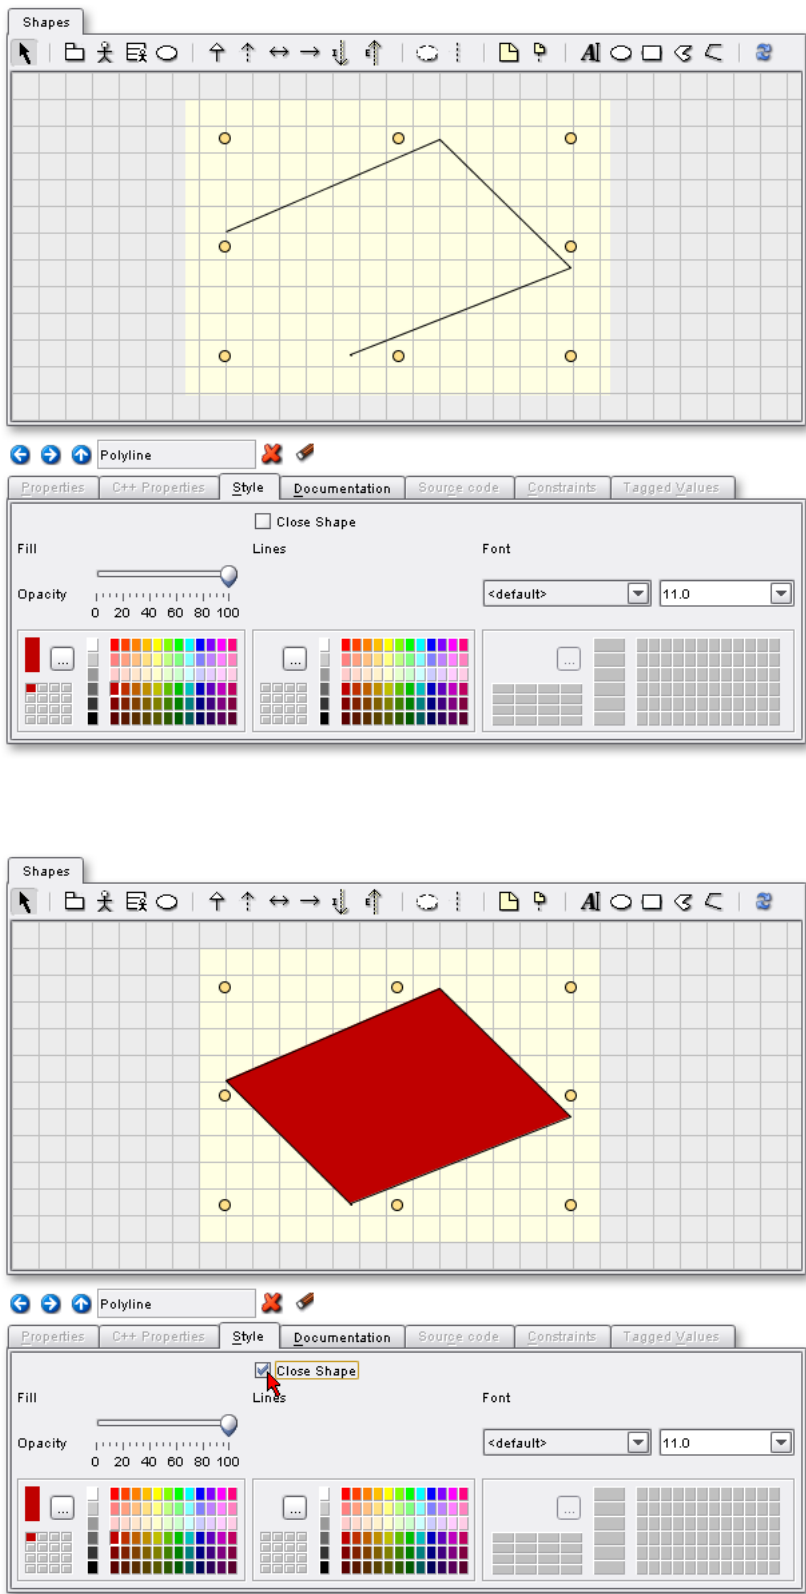 Shapes
A
Polyline
Properties C++ Properties Style Documentation Source code Constraints Tagged Values
Close Shape
Fill Lines Font
Opacity <default> 11.0
0 20 40 60 80 100
...  ...  ...
Shapes
A
Polyline
Properties C++ Properties Style Documentation Source code Constraints Tagged Values
Close Shape
Fill Lines Font
Opacity <default> 11.0
0 20 40 60 80 100
...  ...  ...